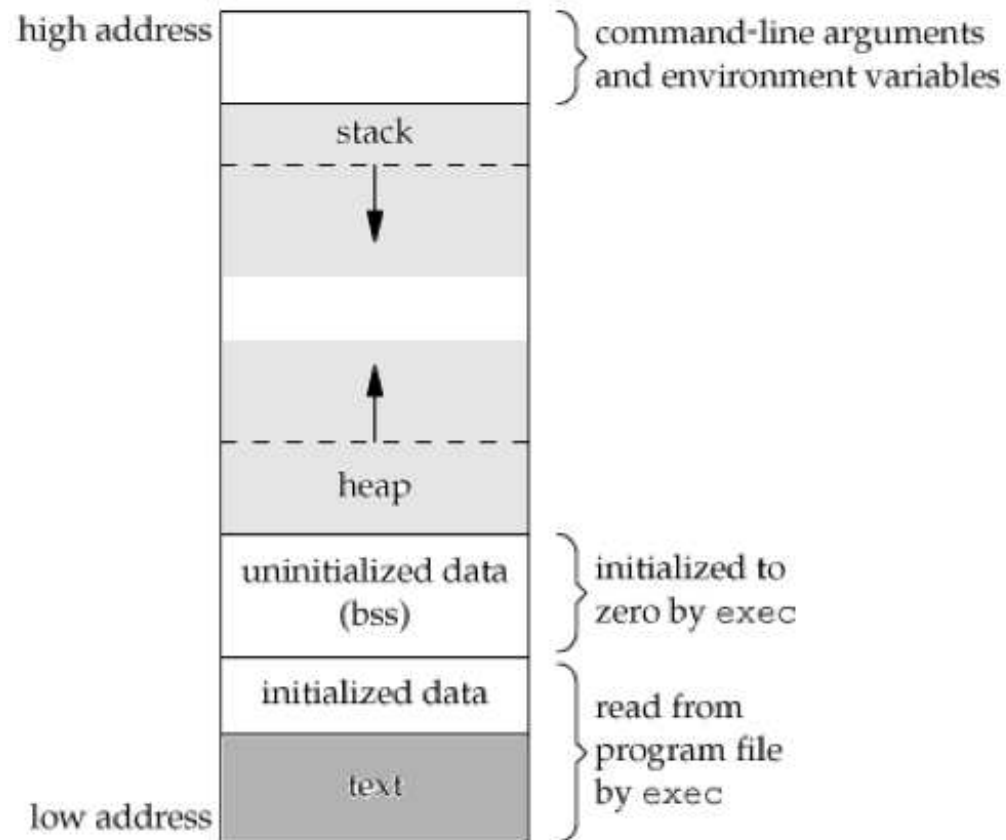 high address
command-line arguments
and environment variables
stack
heap
uninitialized data
(bss)
initialized to
zero by exec
initialized data
read from
program file
by exec
text
low address